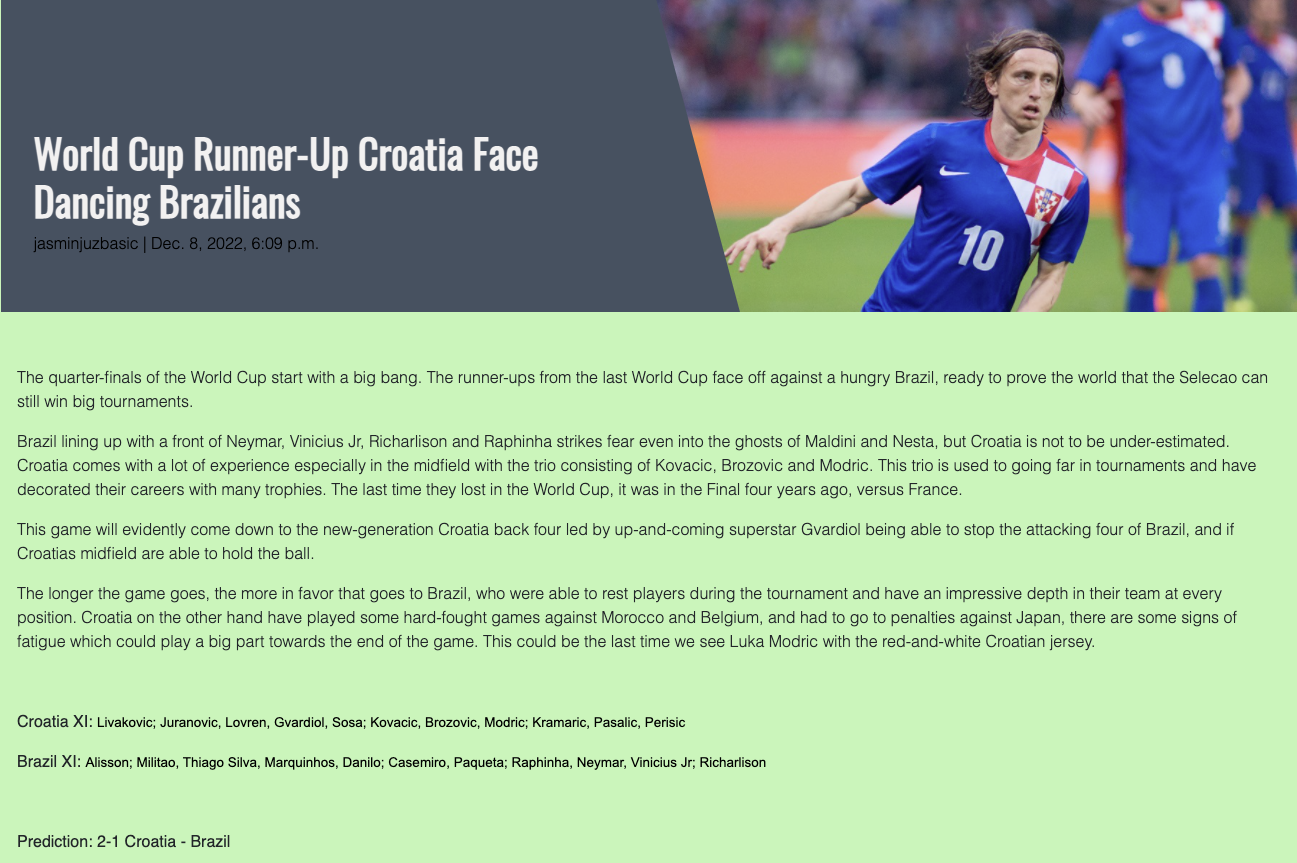 World Cup Runner-Up Croatia Face
Dancing Brazilians
jasminjuzbasic | Dec. 8, 2022, 6:09 p.m.
10
8
The quarter-finals of the World Cup start with a big bang. The runner-ups from the last World Cup face off against a hungry Brazil, ready to prove the world that the Selecao can
still win big tournaments.
Brazil lining up with a front of Neymar, Vinicius Jr, Richarlison and Raphinha strikes fear even into the ghosts of Maldini and Nesta, but Croatia is not to be under-estimated.
Croatia comes with a lot of experience especially in the midfield with the trio consisting of Kovacic, Brozovic and Modric. This trio is used to going far in tournaments and have
decorated their careers with many trophies. The last time they lost in the World Cup, it was in the Final four years ago, versus France.
This game will evidently come down to the new-generation Croatia back four led by up-and-coming superstar Gvardiol being able to stop the attacking four of Brazil, and if
Croatias midfield are able to hold the ball.
The longer the game goes, the more in favor that goes to Brazil, who were able to rest players during the tournament and have an impressive depth in their team at every
position. Croatia on the other hand have played some hard-fought games against Morocco and Belgium, and had to go to penalties against Japan, there are some signs of
fatigue which could play a big part towards the end of the game. This could be the last time we see Luka Modric with the red-and-white Croatian jersey.
Croatia XI: Livakovic; Juranovic, Lovren, Gvardiol, Sosa; Kovacic, Brozovic, Modric; Kramaric, Pasalic, Perisic
Brazil XI: Alisson; Militao, Thiago Silva, Marquinhos, Danilo; Casemiro, Paqueta; Raphinha, Neymar, Vinicius Jr; Richarlison
Prediction: 2-1 Croatia - Brazil